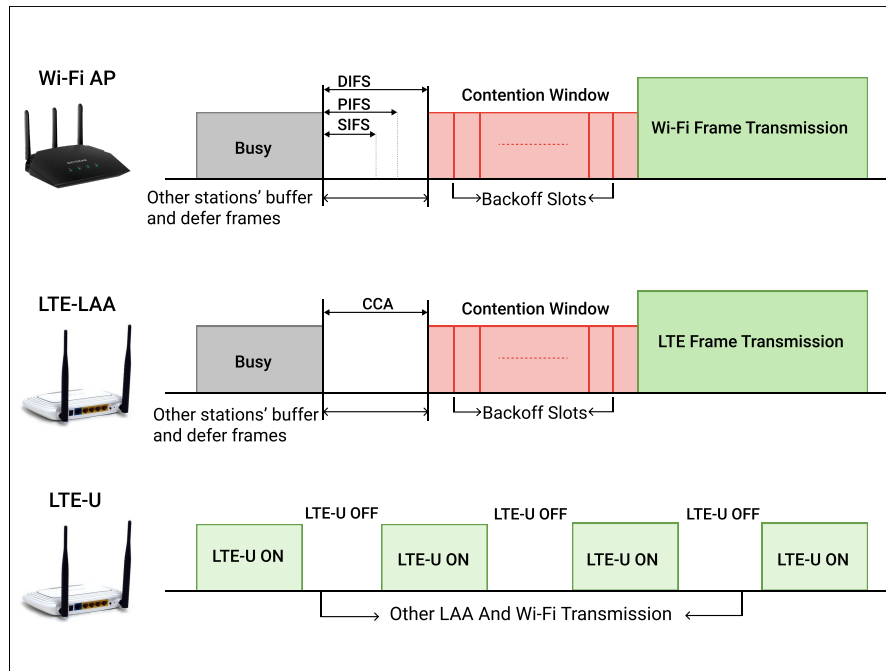 Wi-Fi AP
DIFS
PIFS
SIFS
Contention Window
Busy
Wi-Fi Frame Transmission
Other stations’ buffer
and defer frames
Backoff Slots
LTE-LAA
CCA
Contention Window
Busy
LTE Frame Transmission
Other stations’ buffer
and defer frames
Backoff Slots
LTE-U
LTE-U OFF
LTE-U OFF
LTE-U OFF
LTE-U ON
LTE-U ON
LTE-U ON
LTE-U ON
Other LAA And Wi-Fi Transmission